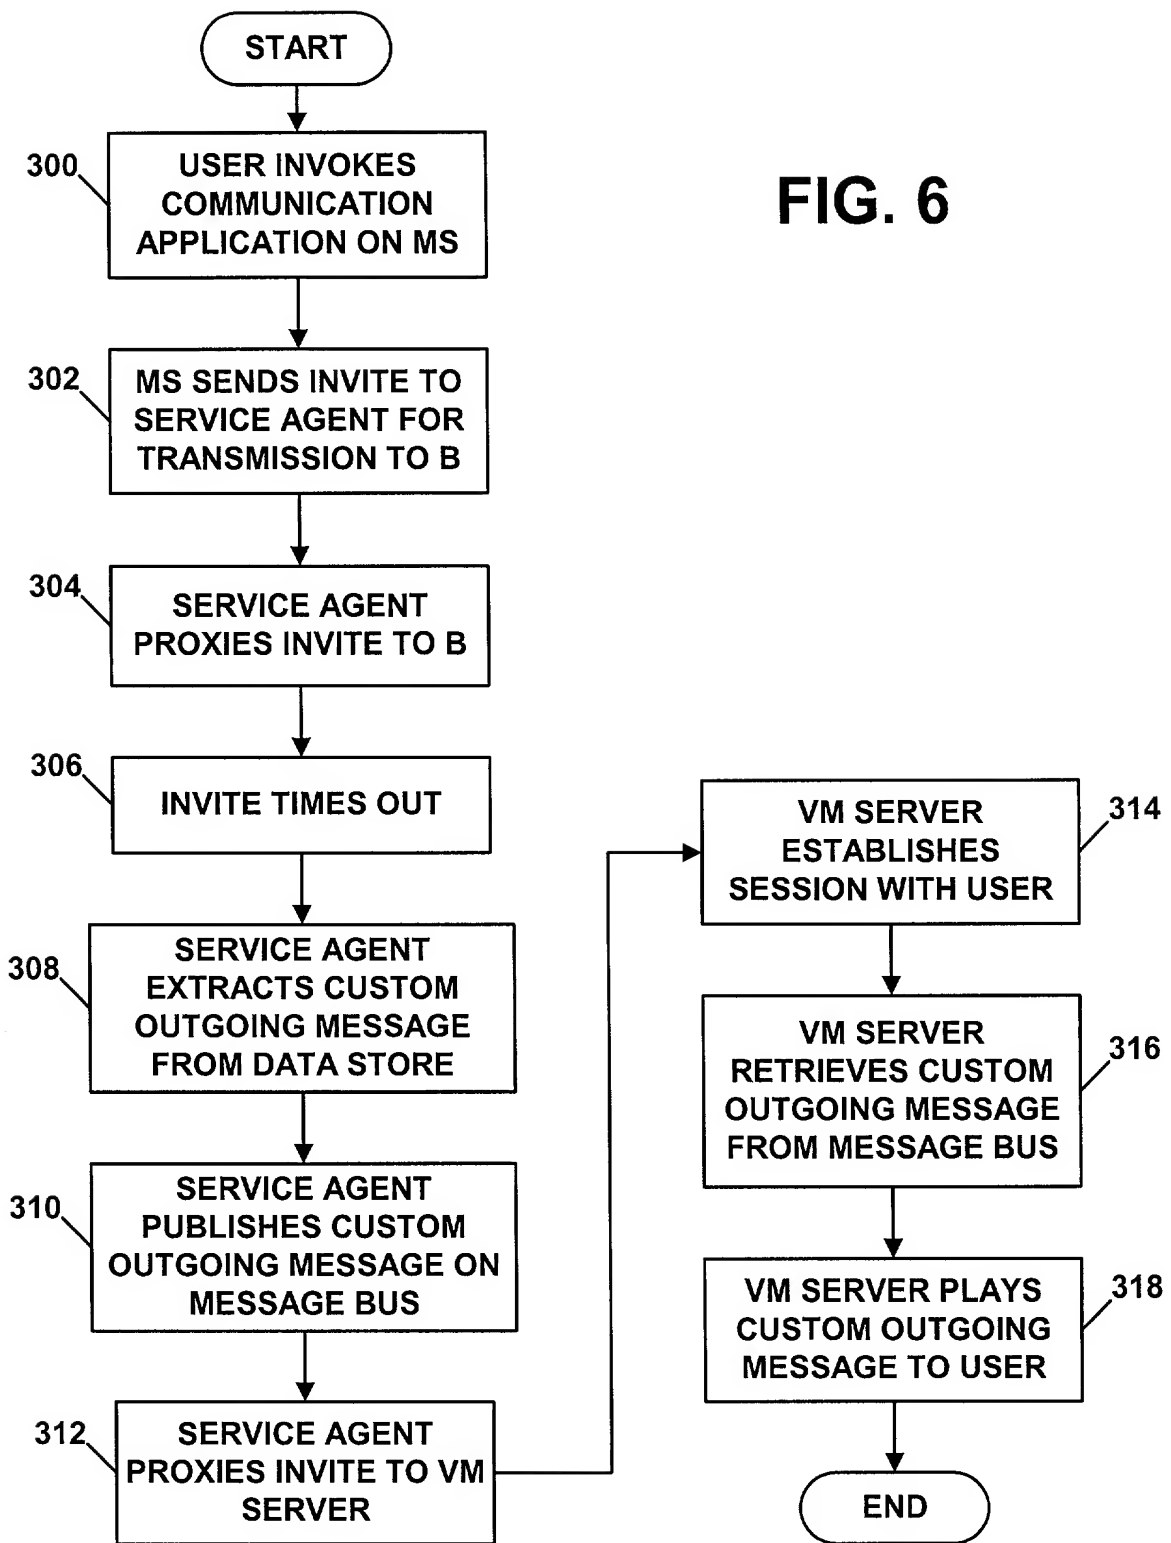 START
300
USER INVOKES
COMMUNICATION
APPLICATION ON MS
FIG. 6
302
MS SENDS INVITE TO
SERVICE AGENT FOR
TRANSMISSION TO B
304
SERVICE AGENT
PROXIES INVITE TO B
306
INVITE TIMES OUT
308
SERVICE AGENT
EXTRACTS CUSTOM
OUTGOING MESSAGE
FROM DATA STORE
310
SERVICE AGENT
PUBLISHES CUSTOM
OUTGOING MESSAGE ON
MESSAGE BUS
312
SERVICE AGENT
PROXIES INVITE TO VM
SERVER
314
VM SERVER
ESTABLISHES
SESSION WITH USER
316
VM SERVER
RETRIEVES CUSTOM
OUTGOING MESSAGE
FROM MESSAGE BUS
318
VM SERVER PLAYS
CUSTOM OUTGOING
MESSAGE TO USER
END